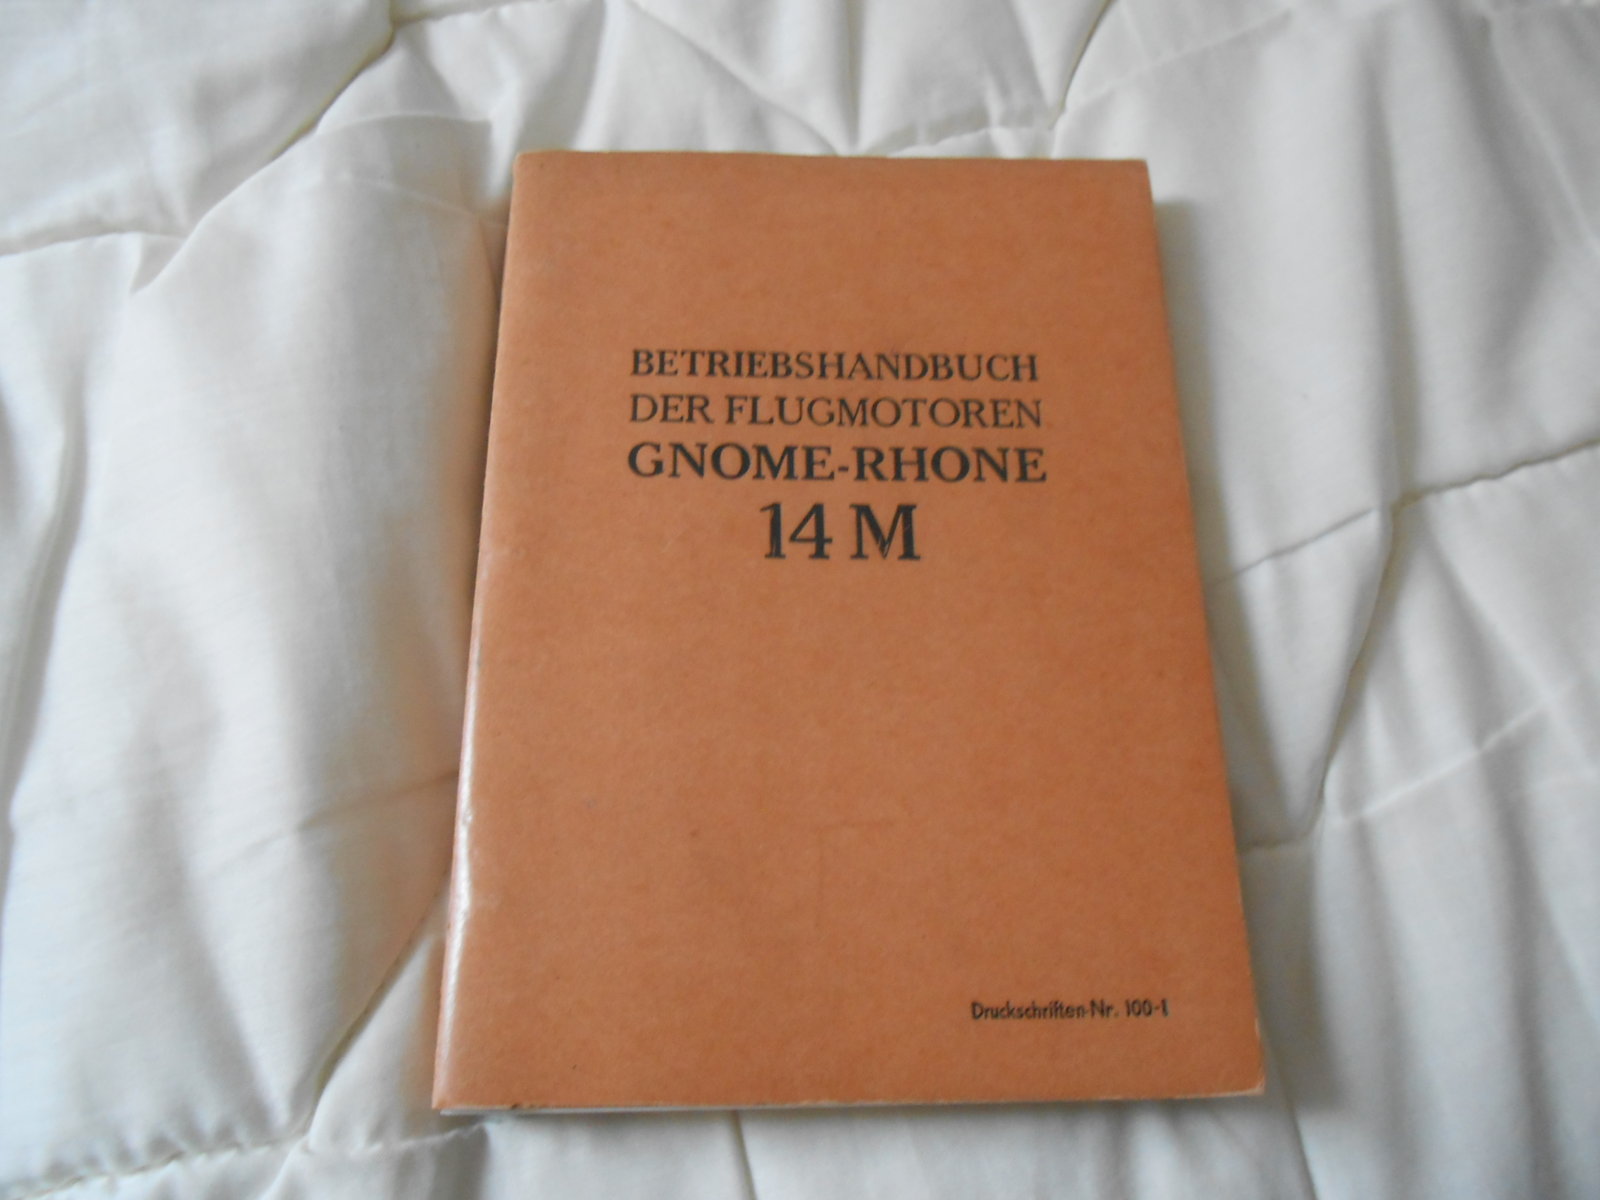 BETRIEBSHANDBUCH
DER FLUGMOTOREN
GNOME-RHONE
14 M
Druckschriften-Nr. 100-1